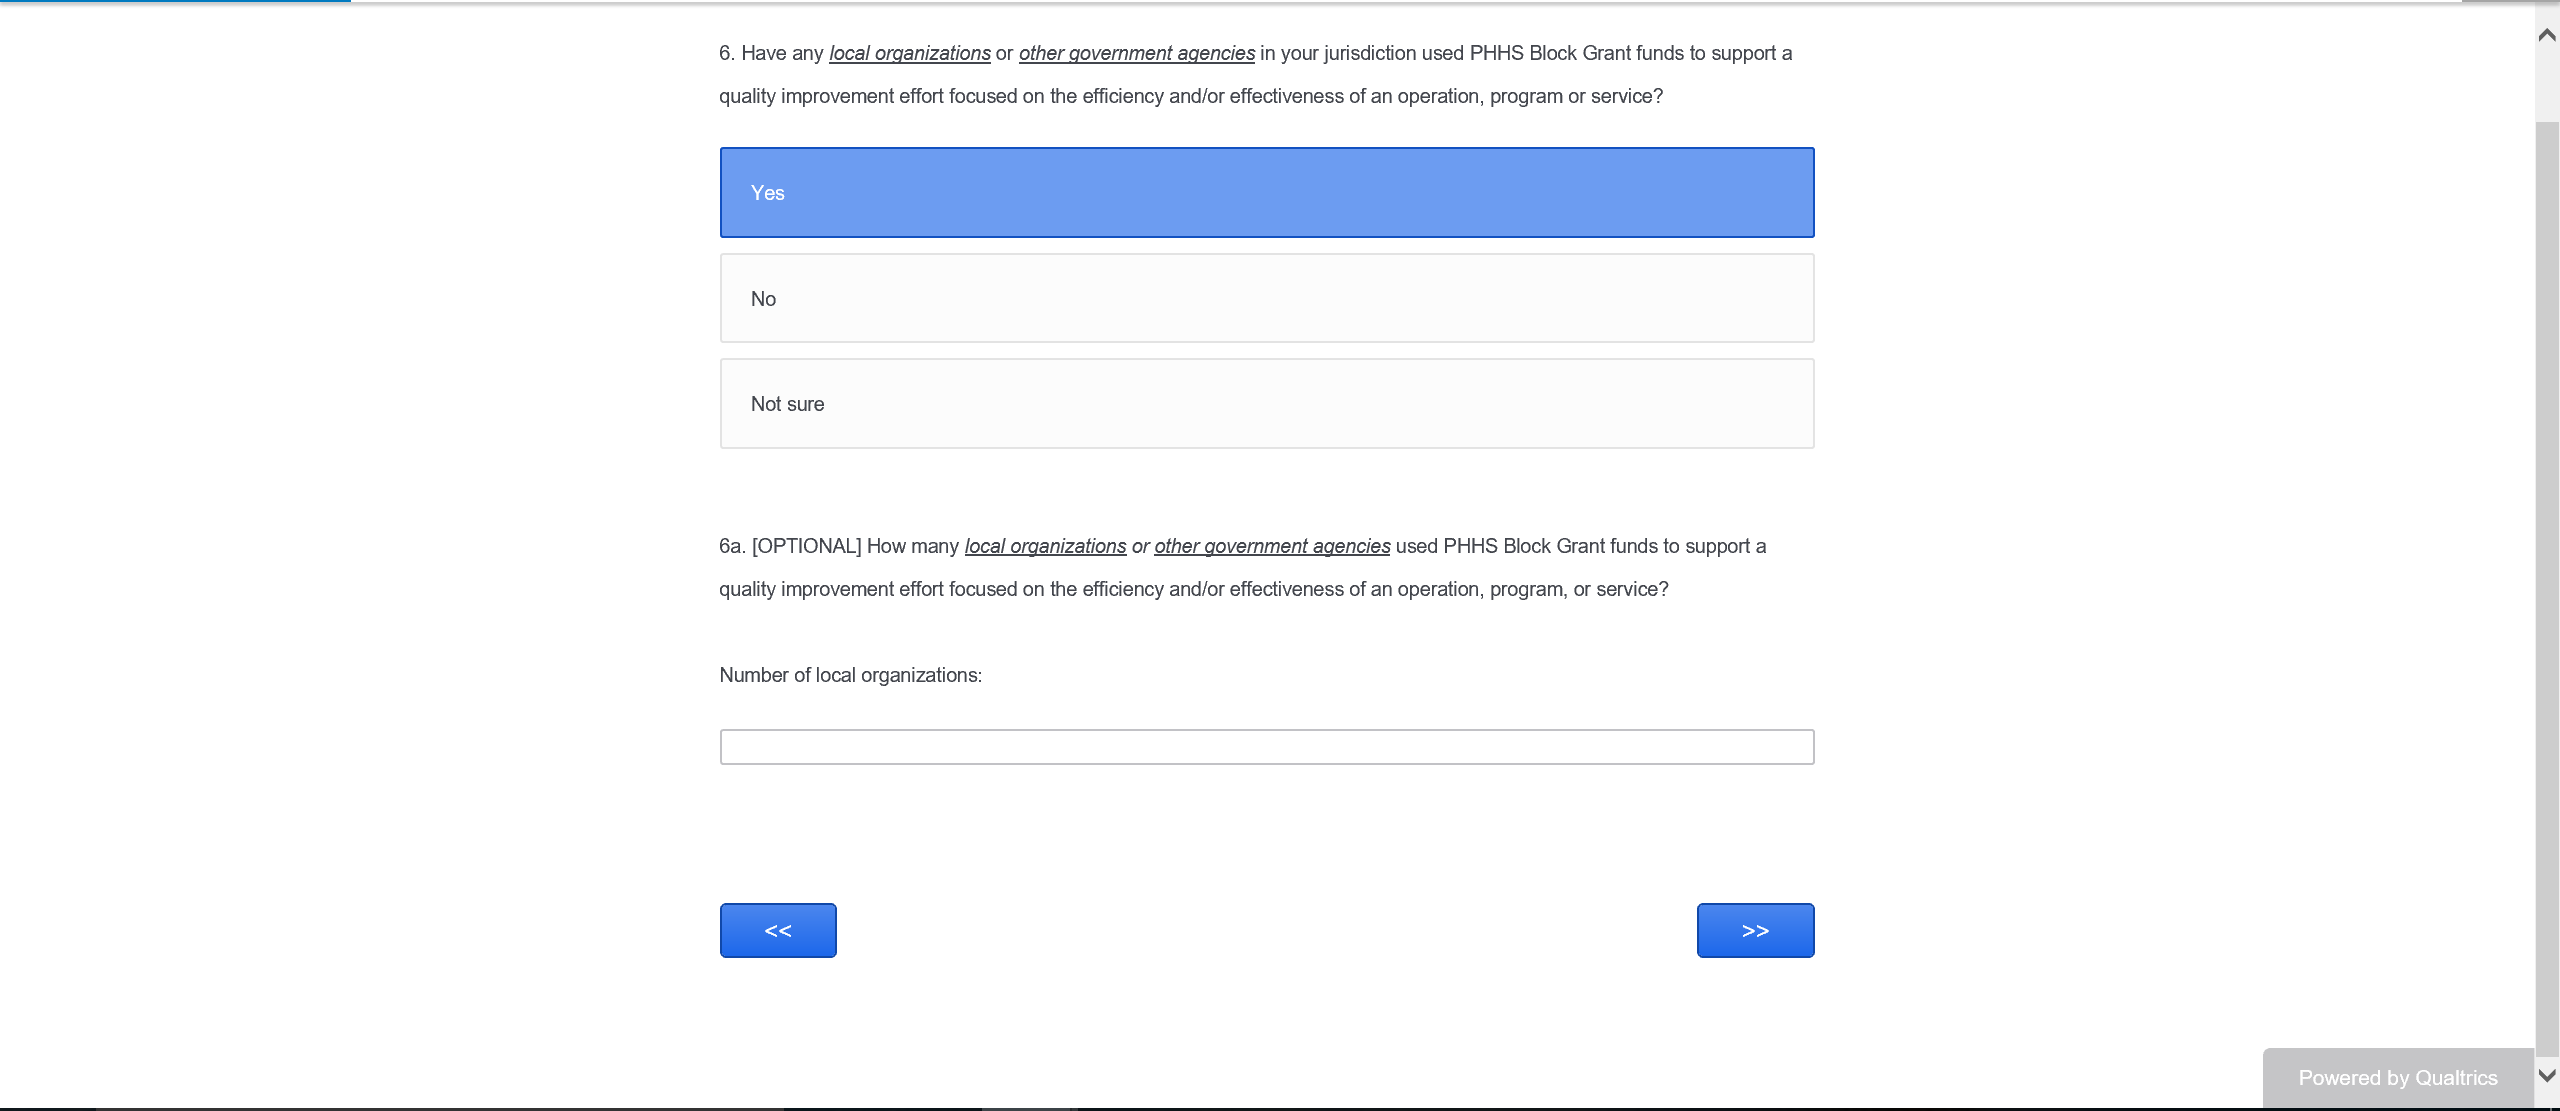 6. Have any local organizations or other government agencies in your jurisdiction used PHHS Block Grant funds to support a
quality improvement effort focused on the efficiency and/or effectiveness of an operation, program or service?
Yes
No
Not sure
6a. [OPTIONAL] How many local organizations or other government agencies used PHHS Block Grant funds to support a
quality improvement effort focused on the efficiency and/or effectiveness of an operation, program, or service?
Number of local organizations:
<<
>>
Powered by Qualtrics